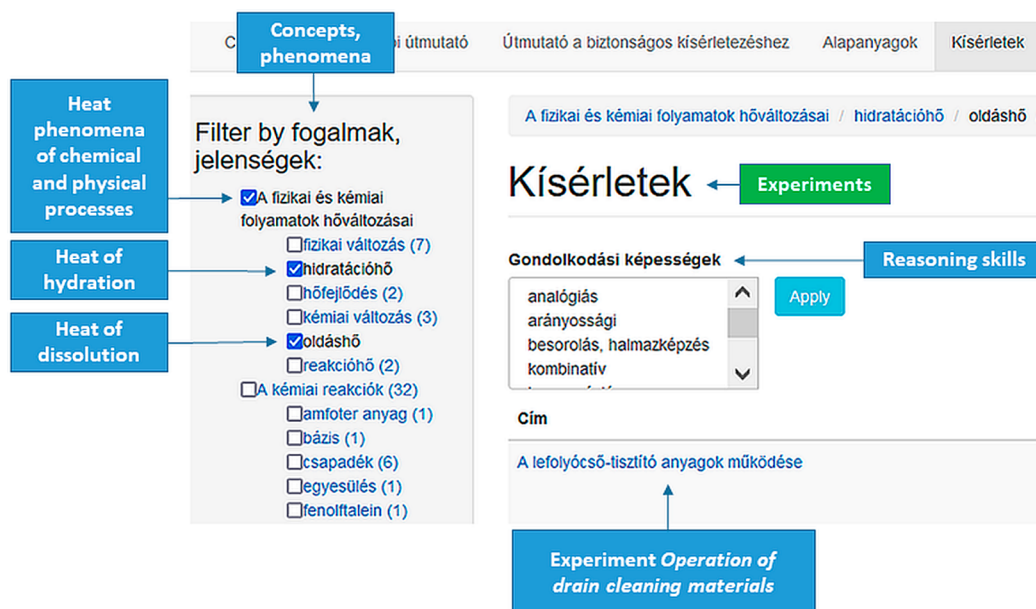 Concepts,
phenomena
C
i útmutató
Útmutató a biztonságos kísérletezéshez
Alapanyagok
Kísérletek
Heat
phenomena
of chemical
and physical
processes
Heat of
hydration
Heat of
dissolution
Filter by fogalmak,
jelenségek:
A fizikai és kémiai
folyamatok hőváltozásai
fizikai változás (7)
hidratációhő
hőfejlődés (2)
kémiai változás (3)
oldáshő
reakcióhő (2)
A kémiai reakciók (32)
amfoter anyag (1)
bázis (1)
csapadék (6)
egyesülés (1)
fenolftalein (1)
A fizikai és kémiai folyamatok hőváltozásai / hidratációhő / oldáshő
Kísérletek
Experiments
Gondolkodási képességek
Reasoning skills
analógiás
arányossági
besorolás, halmazképzés
kombinatív
Apply
Cím
A lefolyócső-tisztító anyagok működése
Experiment Operation of
drain cleaning materials